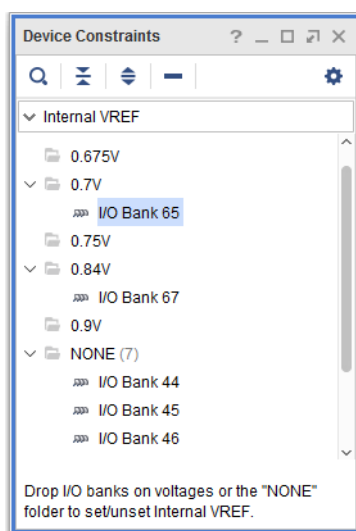 Device Constraints
Internal VREF
0.675V
0.7V
I/O Bank 65
0.75V
0.84V
I/O Bank 67
0.9V
NONE (7)
I/O Bank 44
I/O Bank 45
I/O Bank 46
Drop I/O banks on voltages or the "NONE"
folder to set/unset Internal VREF.